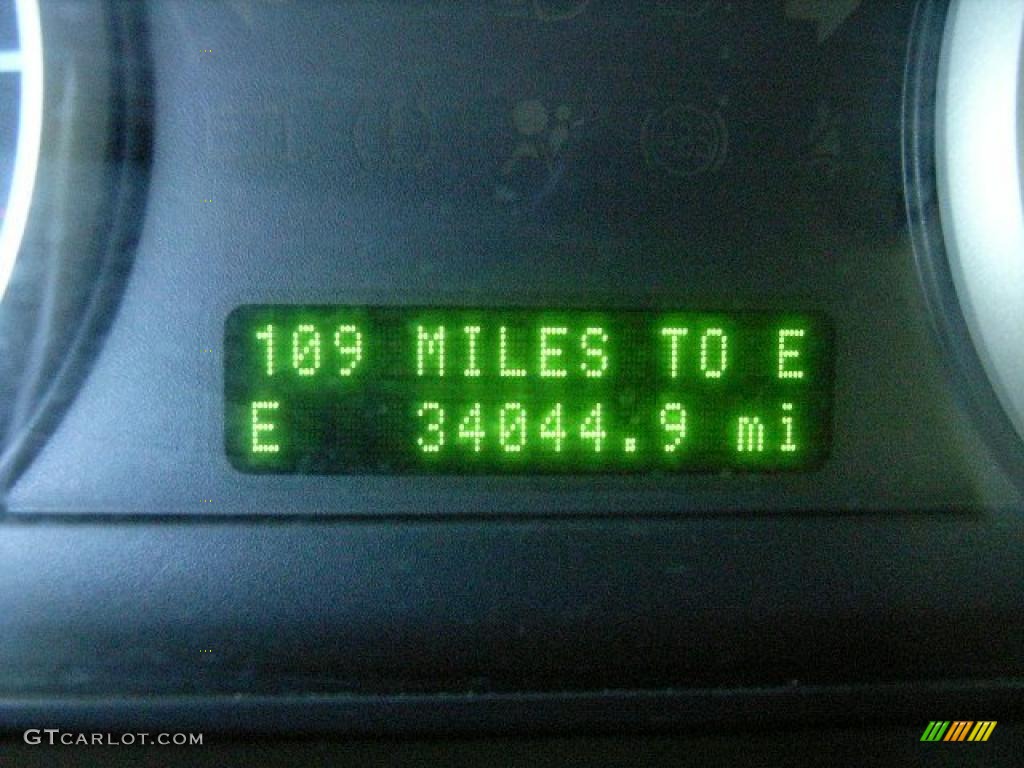 109 MILES TO E
E 34044.9 mi
GTCARLOT.COM